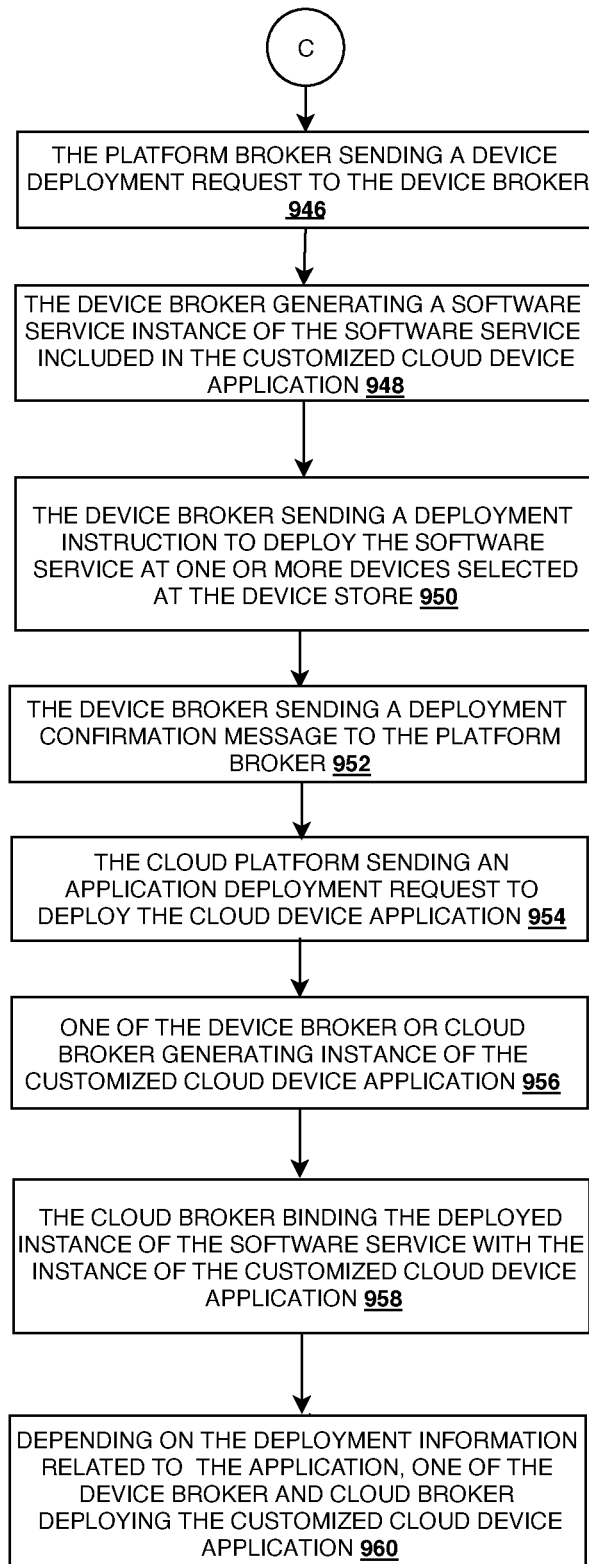 C
THE PLATFORM BROKER SENDING A DEVICE
DEPLOYMENT REQUEST TO THE DEVICE BROKER
946
THE DEVICE BROKER GENERATING A SOFTWARE
SERVICE INSTANCE OF THE SOFTWARE SERVICE
INCLUDED IN THE CUSTOMIZED CLOUD DEVICE
APPLICATION 948
THE DEVICE BROKER SENDING A DEPLOYMENT
INSTRUCTION TO DEPLOY THE SOFTWARE
SERVICE AT ONE OR MORE DEVICES SELECTED
AT THE DEVICE STORE 950
THE DEVICE BROKER SENDING A DEPLOYMENT
CONFIRMATION MESSAGE TO THE PLATFORM
BROKER 952
THE CLOUD PLATFORM SENDING AN
APPLICATION DEPLOYMENT REQUEST TO
DEPLOY THE CLOUD DEVICE APPLICATION 954
ONE OF THE DEVICE BROKER OR CLOUD
BROKER GENERATING INSTANCE OF THE
CUSTOMIZED CLOUD DEVICE APPLICATION 956
THE CLOUD BROKER BINDING THE DEPLOYED
INSTANCE OF THE SOFTWARE SERVICE WITH THE
INSTANCE OF THE CUSTOMIZED CLOUD DEVICE
APPLICATION 958
DEPENDING ON THE DEPLOYMENT INFORMATION
RELATED TO THE APPLICATION, ONE OF THE
DEVICE BROKER AND CLOUD BROKER
DEPLOYING THE CUSTOMIZED CLOUD DEVICE
APPLICATION 960